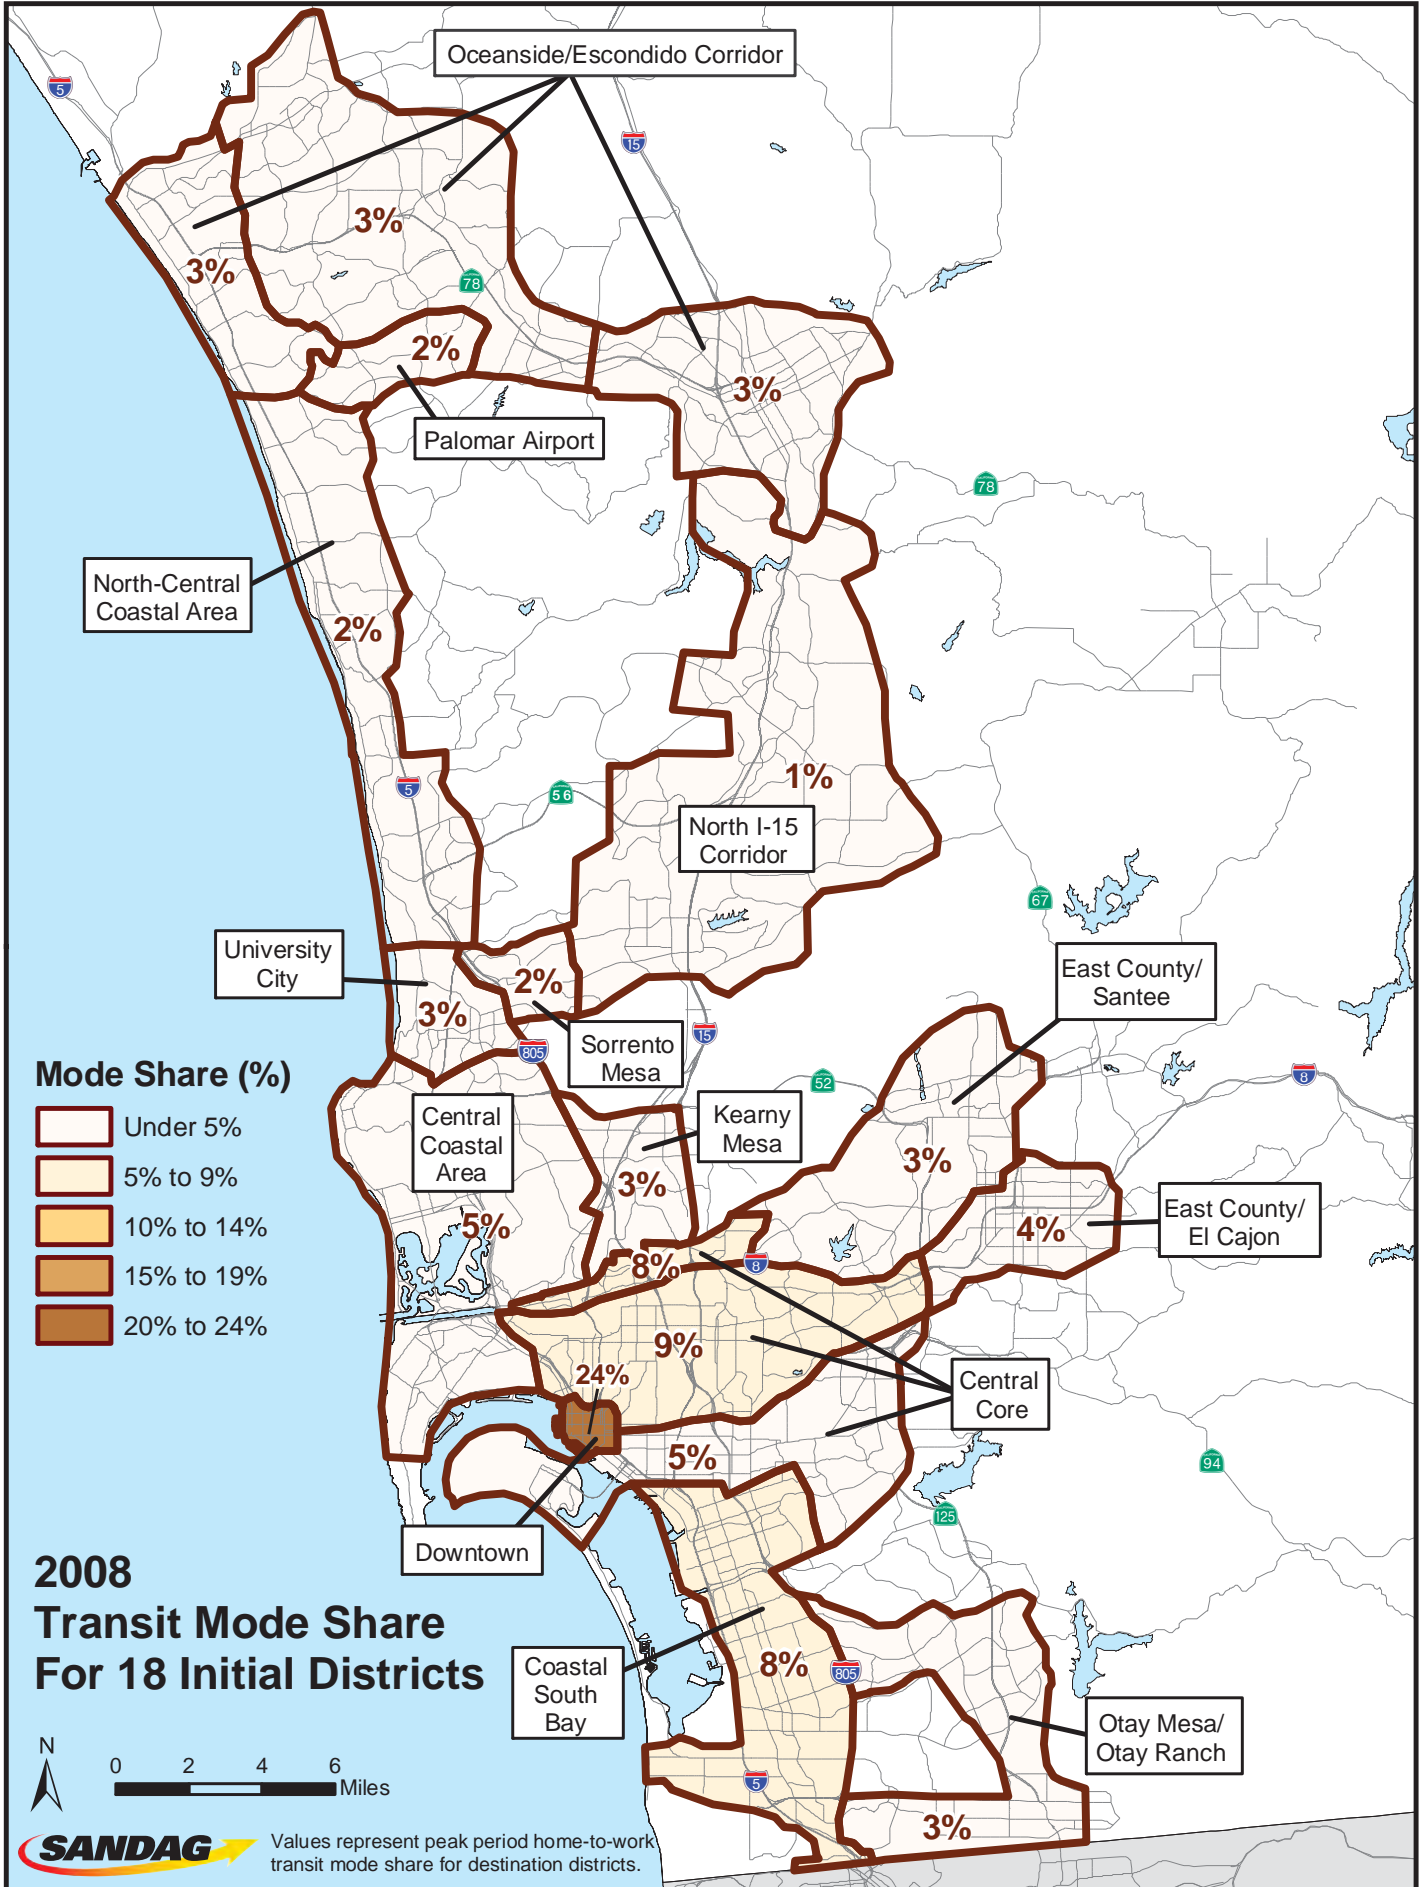 Oceanside/Escondido Corridor
5
15
3%
3%
78
2%
3%
Palomar Airport
78
North-Central
Coastal Area
2%
5
56
1%
North I-15
Corridor
67
University
City
2%
3%
East County/
Santee
Sorrento
Mesa
15
805
52
8
Mode Share (%)
Under 5%
5% to 9%
10% to 14%
15% to 19%
20% to 24%
Central
Coastal
Area
Kearny
Mesa
3%
3%
5%
4%
East County/
El Cajon
8%
8
9%
24%
Central
Core
5%
94
125
Downtown
2008
Transit Mode Share
For 18 Initial Districts
Coastal
South
Bay
8%
805
Otay Mesa/
Otay Ranch
N
0 2 4 6
Miles
5
3%
SANDAG
Values represent peak period home-to-work
transit mode share for destination districts.